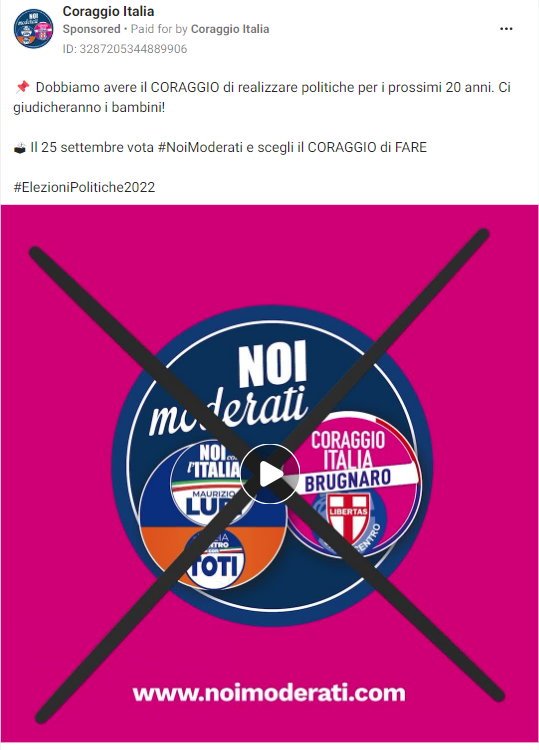 Coraggio Italia
Sponsored • Paid for by Coraggio Italia
ID: 3287205344889906
📌 Dobbiamo avere il CORAGGIO di realizzare politiche per i prossimi 20 anni. Ci
giudicheranno i bambini!
🗳 Il 25 settembre vota #NoiModerati e scegli il CORAGGIO di FARE
#ElezioniPolitiche2022
NOI
moderati
NOI con
l'ITALIA
MAURIZIO
TOTI
CORAGGIO
ITALIA
BRUGNARO
LIBERTAS
www.noimoderati.com